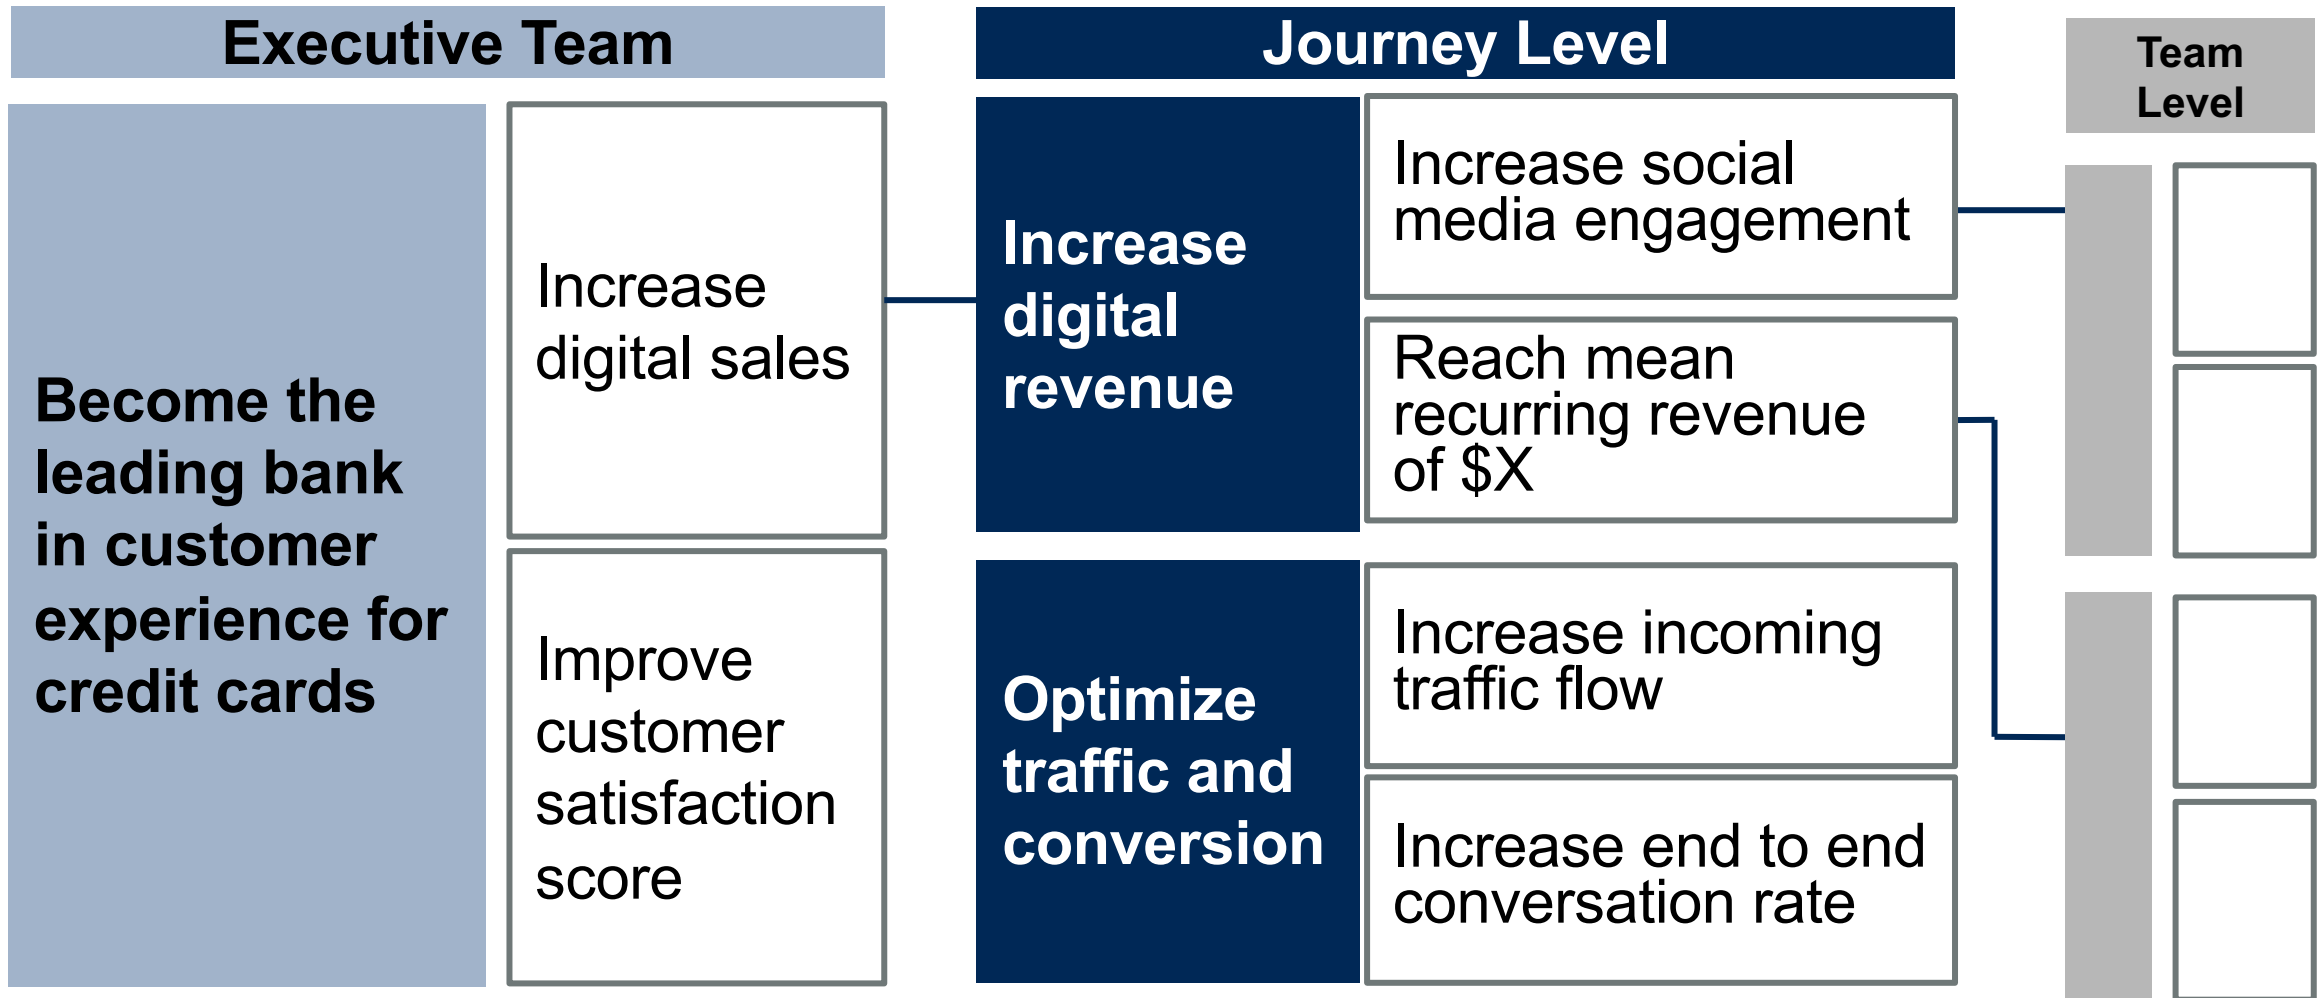 Executive Team
Become the
leading bank
in customer
experience for
credit cards
Increase
digital sales
Improve
customer
satisfaction
score
Journey Level
Increase
digital
revenue
Increase social
media engagement
Reach mean
recurring revenue
of $X
Optimize
traffic and
conversion
Increase incoming
traffic flow
Increase end to end
conversation rate
Team
Level